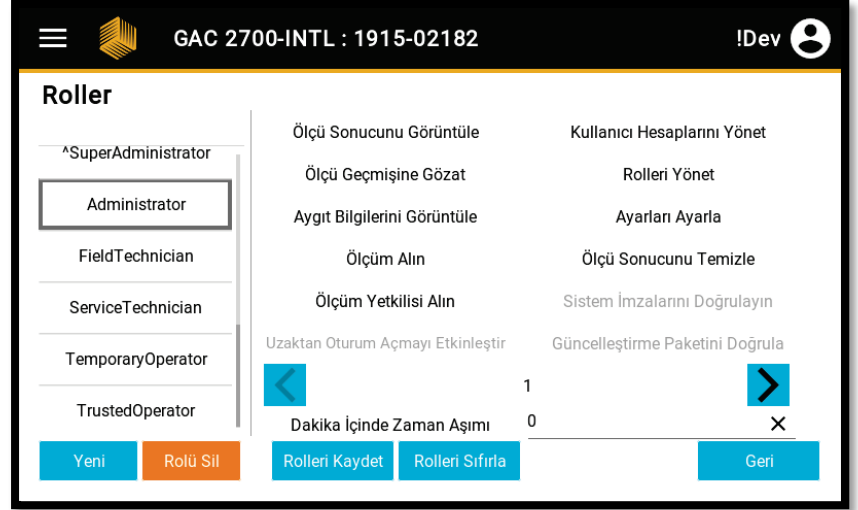 GAC 2700-INTL : 1915-02182
!Dev
Roller
^SuperAdministrator
Administrator
FieldTechnician
ServiceTechnician
TemporaryOperator
TrustedOperator
Ölçü Sonucunu Görüntüle
Kullanıcı Hesaplarını Yönet
Ölçü Geçmişine Gözat
Rolleri Yönet
Aygıt Bilgilerini Görüntüle
Ayarları Ayarla
Ölçüm Alın
Ölçü Sonucunu Temizle
Ölçüm Yetkilisi Alın
Sistem İmzalarını Doğrulayın
Uzaktan Oturum Açmayı Etkinleştir
Güncelleştirme Paketini Doğrula
1
Dakika İçinde Zaman Aşımı
0
Yeni
Rolü Sil
Rolleri Kaydet
Rolleri Sıfırla
Geri